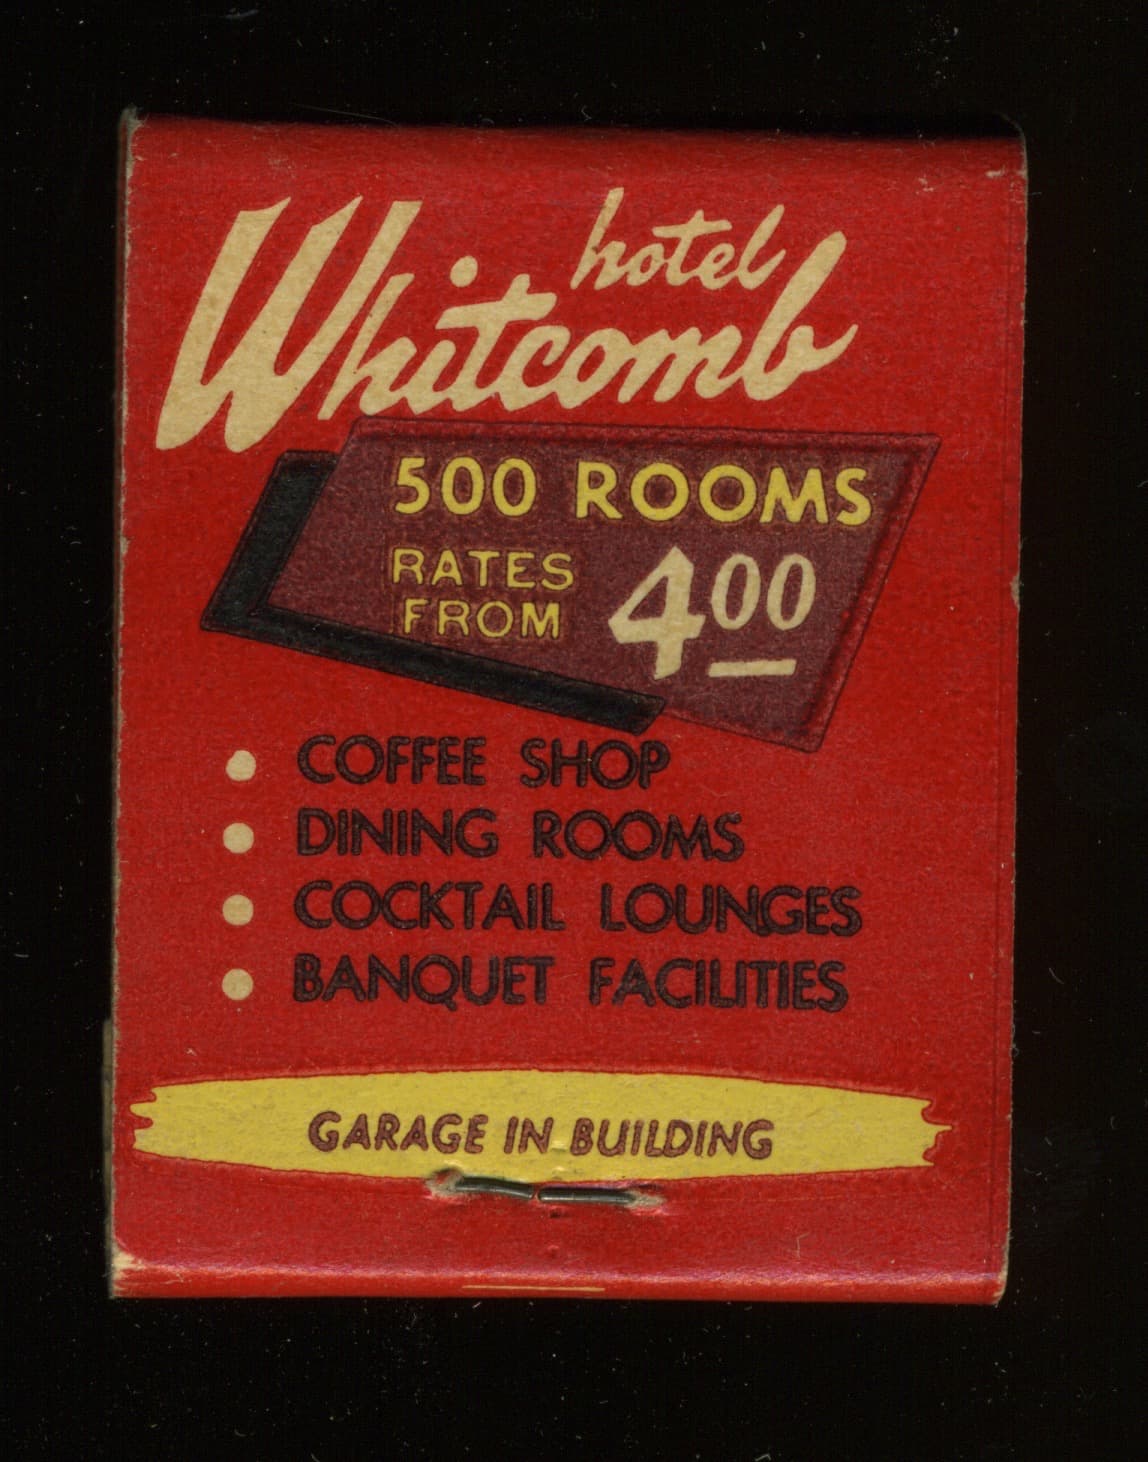 hotel
Whitcomb
500 ROOMS
RATES
FROM
4.00
• COFFEE SHOP
• DINING ROOMS
• COCKTAIL LOUNGES
• BANQUET FACILITIES
GARAGE IN BUILDING